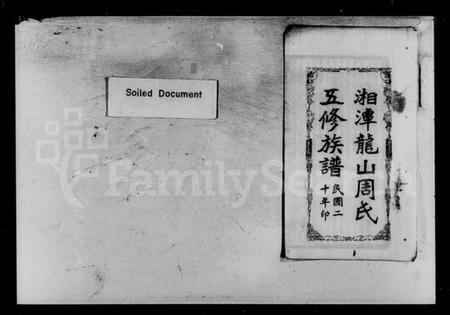 Soiled Document
湘潭龍山周氏
五修族譜
民國二
十年印
FamilySearch